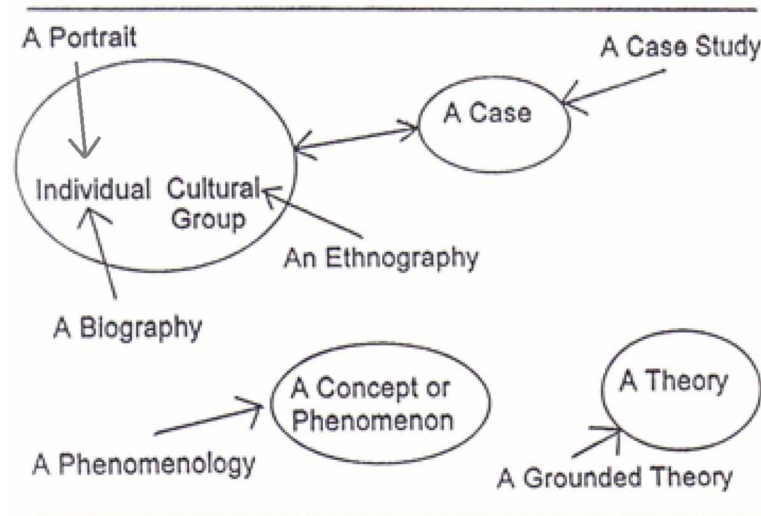 A Portrait
A Case Study
A Case
Individual Cultural
Group
An Ethnography
A Biography
A Concept or
Phenomenon
A Theory
A Phenomenology
A Grounded Theory